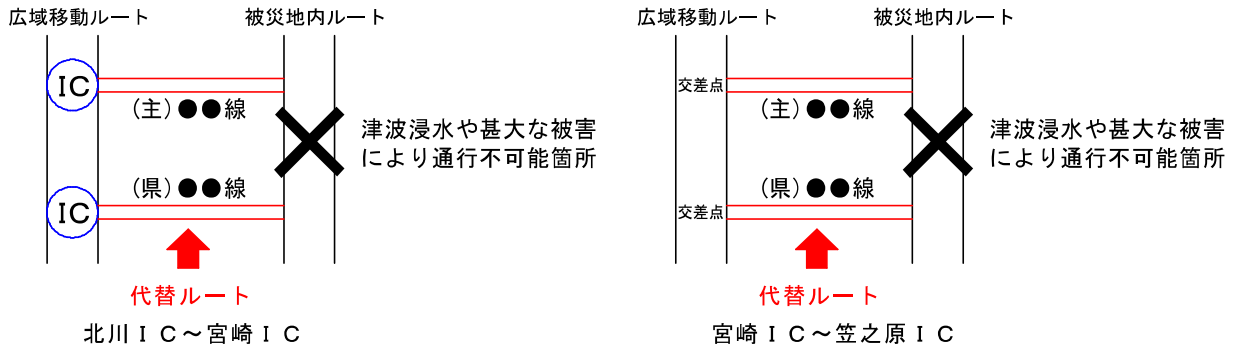 広域移動ルート
被災地内ルート
IC
(主)●●線
津波浸水や甚大な被害
により通行不可能箇所
(県)●●線
IC
代替ルート
北川IC~宮崎IC
広域移動ルート
被災地内ルート
交差点
(主)●●線
津波浸水や甚大な被害
により通行不可能箇所
(県)●●線
交差点
代替ルート
宮崎IC~笠之原IC